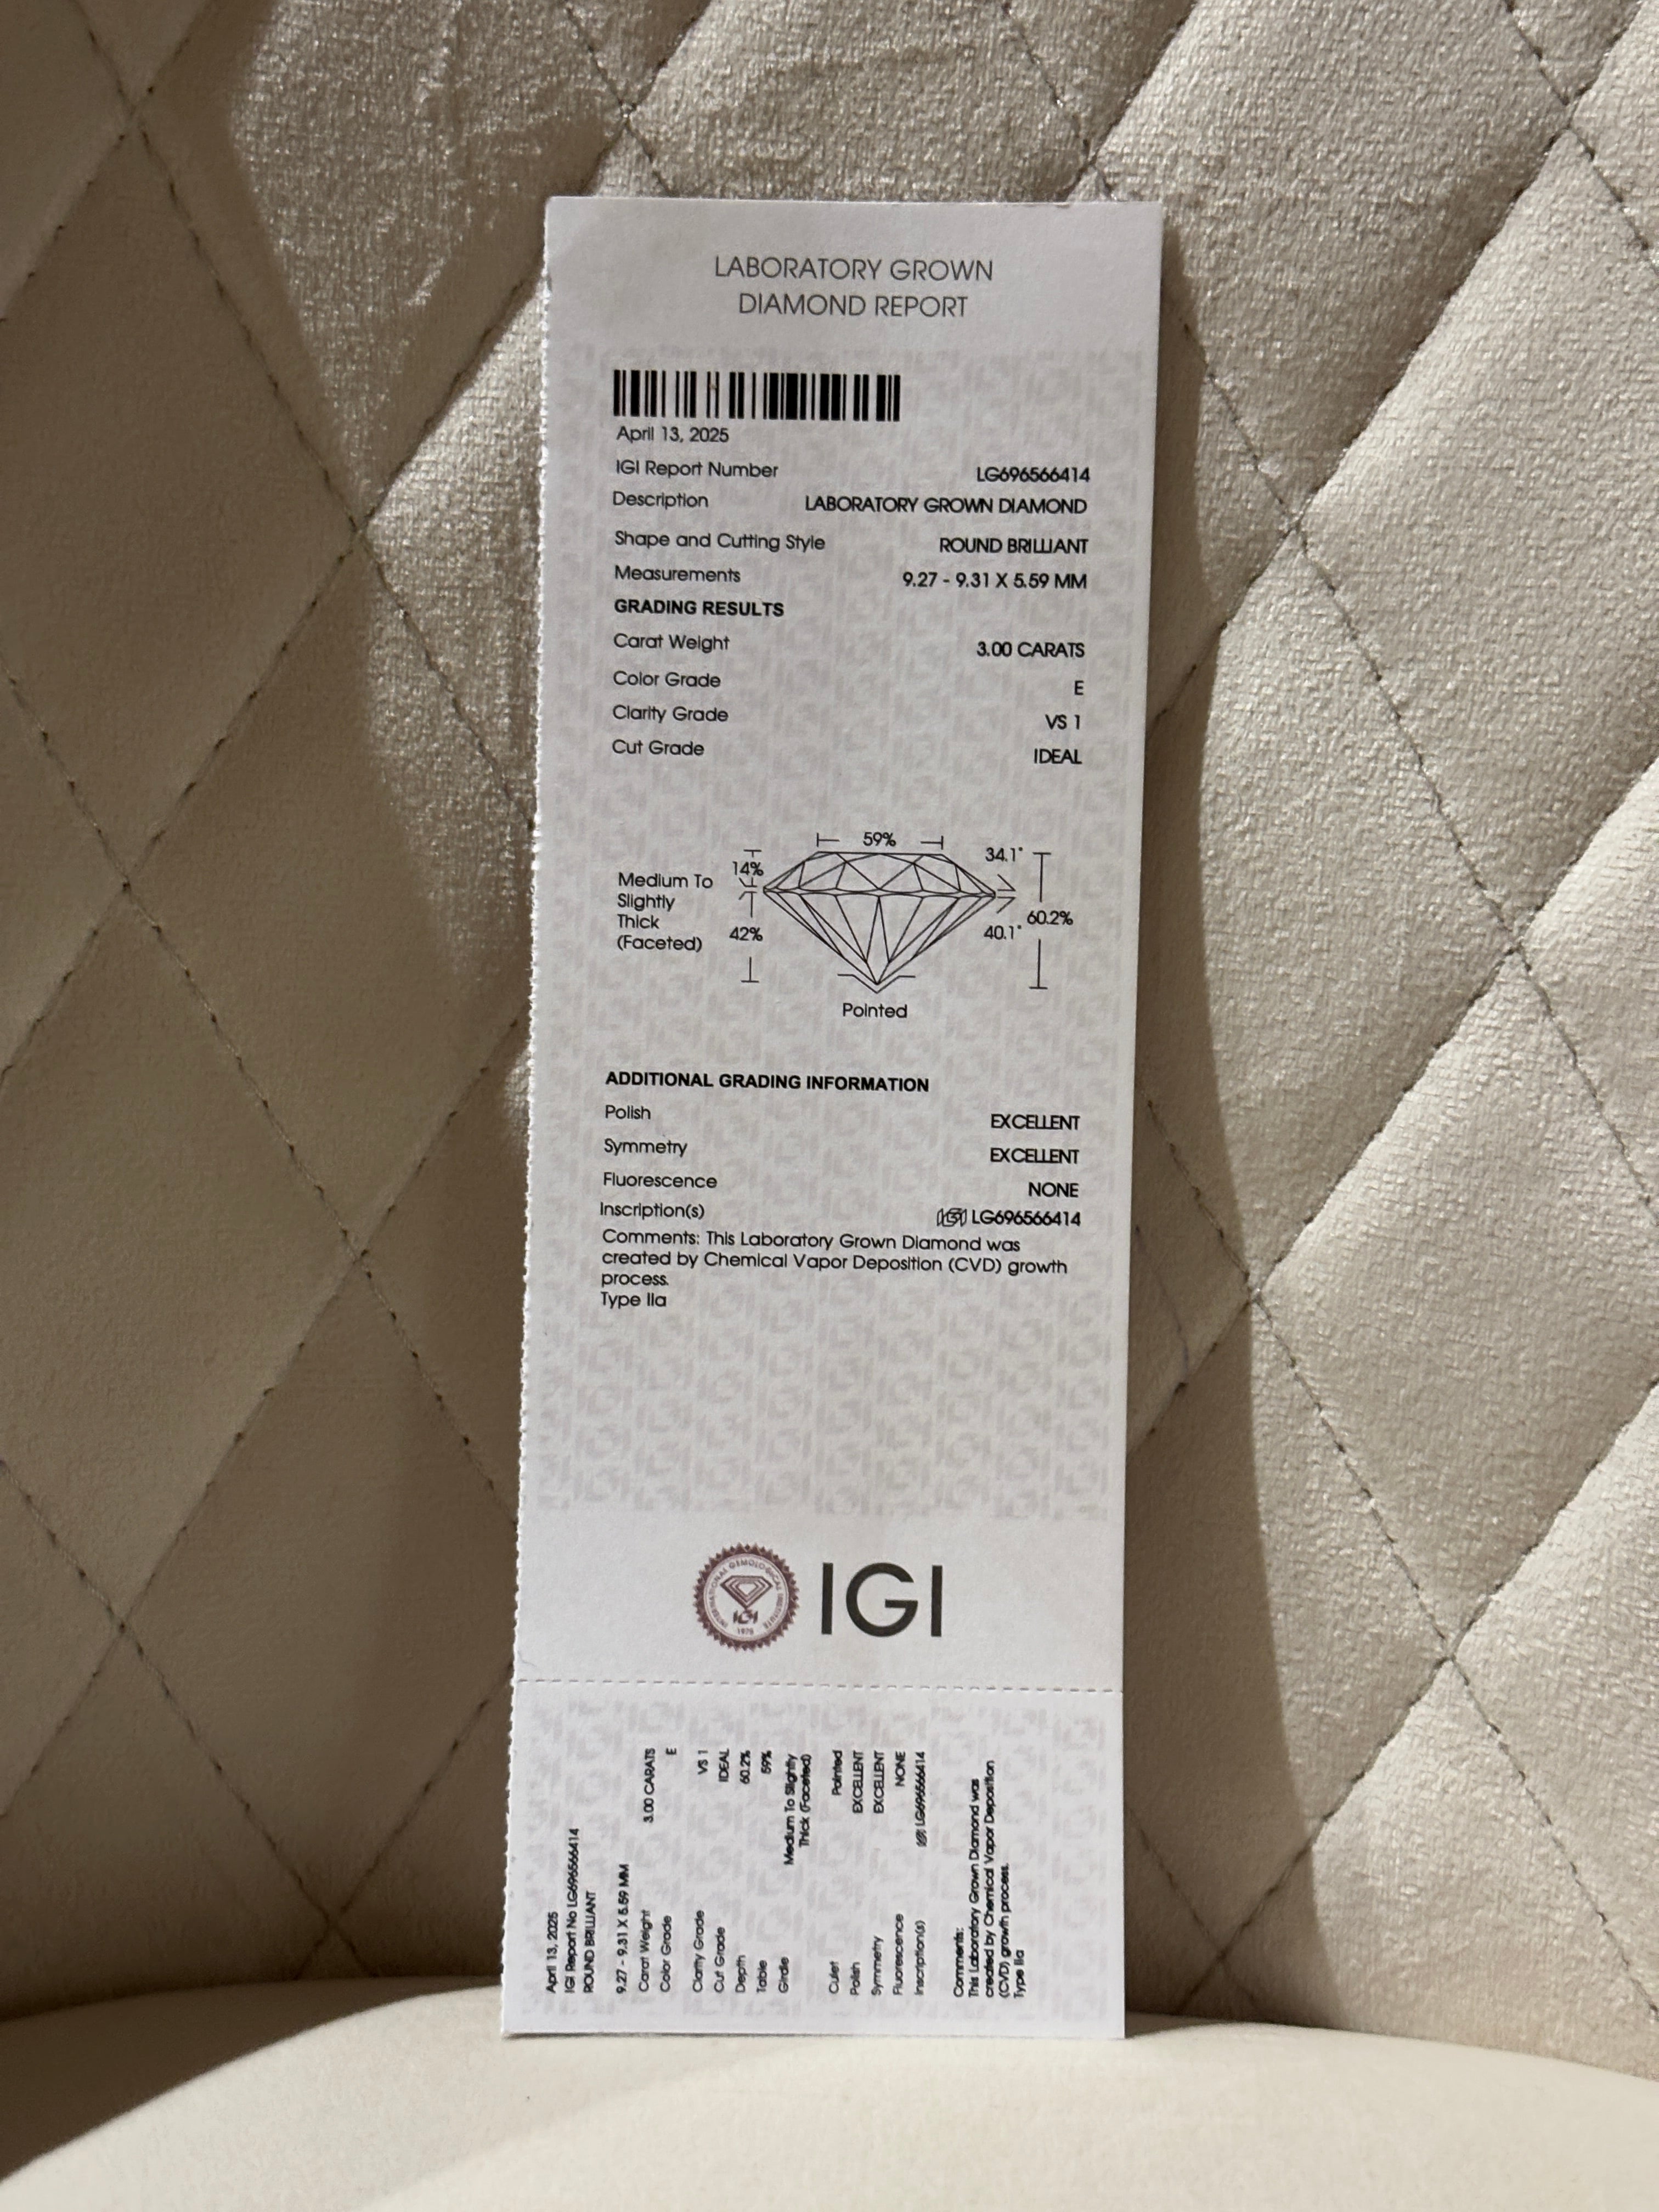 LABORATORY GROWN
DIAMOND REPORT
April 13, 2025
IGI Report Number LG696566414
Description LABORATORY GROWN DIAMOND
Shape and Cutting Style ROUND BRILLIANT
Measurements 9.27 - 9.31 X 5.59 MM
GRADING RESULTS
Carat Weight 3.00 CARATS
Color Grade E
Clarity Grade VS 1
Cut Grade IDEAL
59%
14% 34.1°
Medium To
Slightly
Thick
(Faceted)
42% 40.1° 60.2%
Pointed
ADDITIONAL GRADING INFORMATION
Polish EXCELLENT
Symmetry EXCELLENT
Fluorescence NONE
Inscription(s) IGI LG696566414
Comments: This Laboratory Grown Diamond was
created by Chemical Vapor Deposition (CVD) growth
process.
Type IIa
INTERNATIONAL GEMOLOGICAL INSTITUTE
IGI
1975
IGI
April 13, 2025
IGI Report No LG696566414
ROUND BRILLIANT
9.27 - 9.31 X 5.59 MM
Carat Weight 3.00 CARATS
Color Grade E
Clarity Grade VS 1
Cut Grade IDEAL
Depth 60.2%
Table 59%
Girdle Medium To Slightly
Thick (Faceted)
Culet Pointed
Polish EXCELLENT
Symmetry EXCELLENT
Fluorescence NONE
Inscription(s) IGI LG696566414
Comments:
This Laboratory Grown Diamond was
created by Chemical Vapor Deposition
(CVD) growth process.
Type IIa